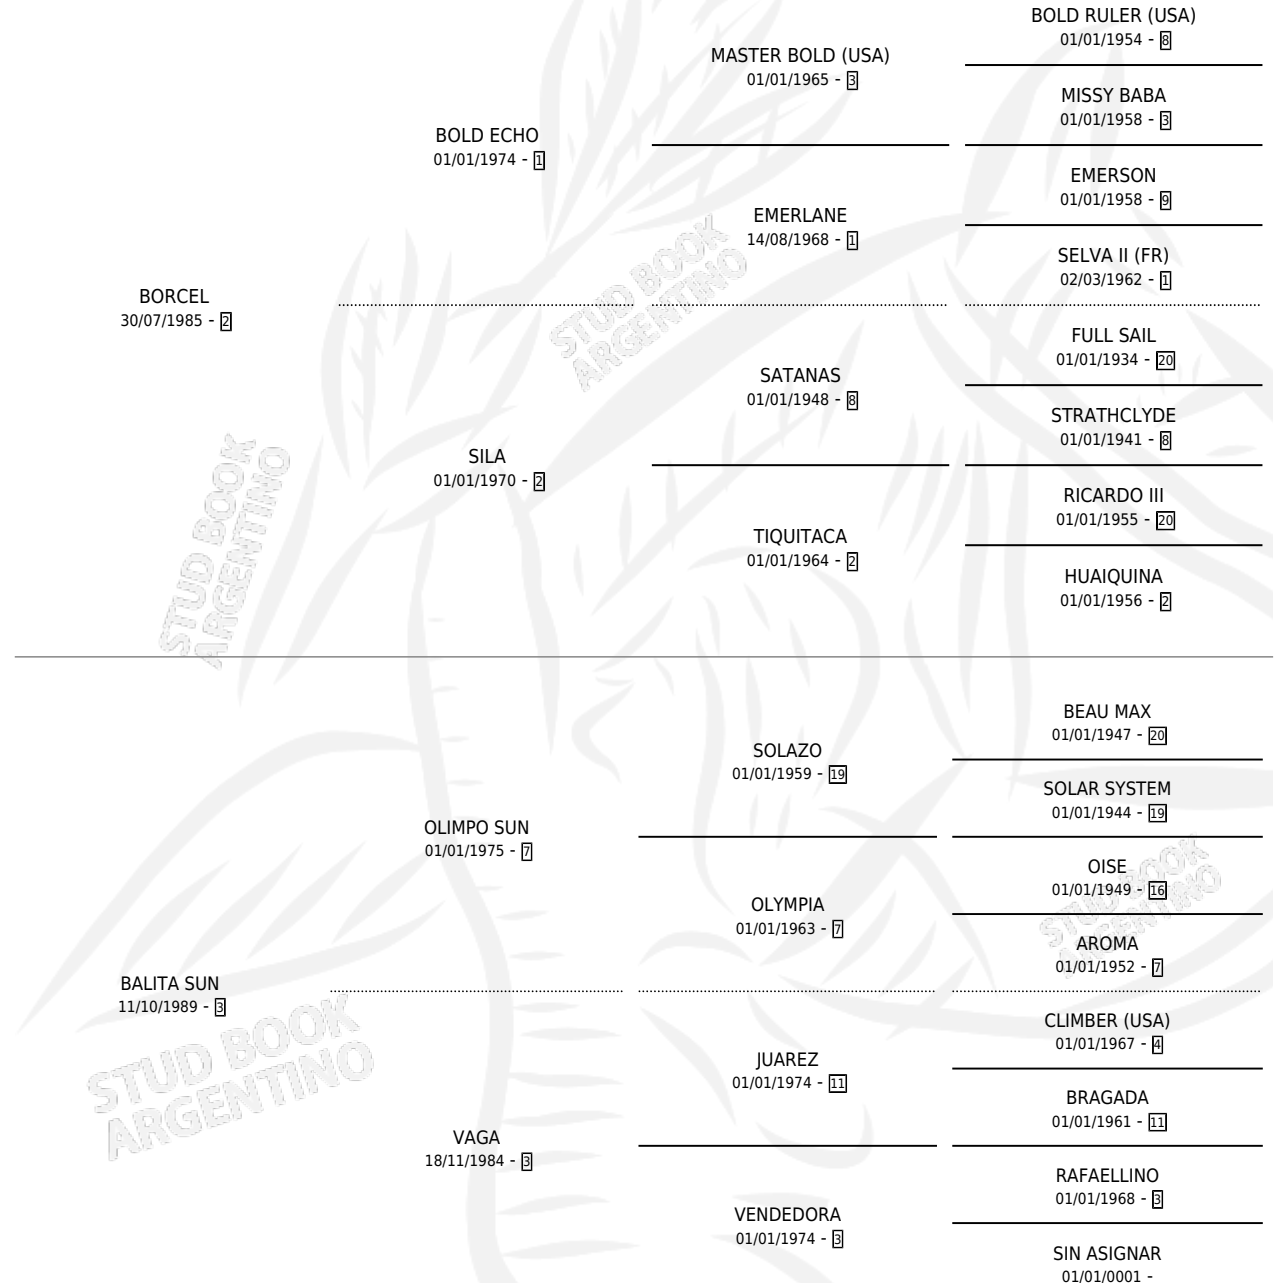 BOLD RULER (USA)
01/01/1954 - 8
MASTER BOLD (USA)
01/01/1965 - 3
MISSY BABA
01/01/1958 - 3
BOLD ECHO
01/01/1974 - 1
EMERSON
01/01/1958 - 9
EMERLANE
14/08/1968 - 1
SELVA II (FR)
02/03/1962 - 1
BORCEL
30/07/1985 - 2
FULL SAIL
01/01/1934 - 20
SATANAS
01/01/1948 - 8
STRATHCLYDE
01/01/1941 - 8
SILA
01/01/1970 - 2
RICARDO III
01/01/1955 - 20
TIQUITACA
01/01/1964 - 2
HUAIQUINA
01/01/1956 - 2
STUD BOOK
ARGENTINO
STUD BOOK
ARGENTINO
BEAU MAX
01/01/1947 - 20
SOLAZO
01/01/1959 - 19
SOLAR SYSTEM
01/01/1944 - 19
OLIMPO SUN
01/01/1975 - 7
OISE
01/01/1949 - 16
OLYMPIA
01/01/1963 - 7
AROMA
01/01/1952 - 7
BALITA SUN
11/10/1989 - 3
CLIMBER (USA)
01/01/1967 - 4
JUAREZ
01/01/1974 - 11
BRAGADA
01/01/1961 - 11
VAGA
18/11/1984 - 3
RAFAELLINO
01/01/1968 - 3
VENDEDORA
01/01/1974 - 3
SIN ASIGNAR
01/01/0001 -
STUD BOOK
ARGENTINO
STUD BOOK
ARGENTINO